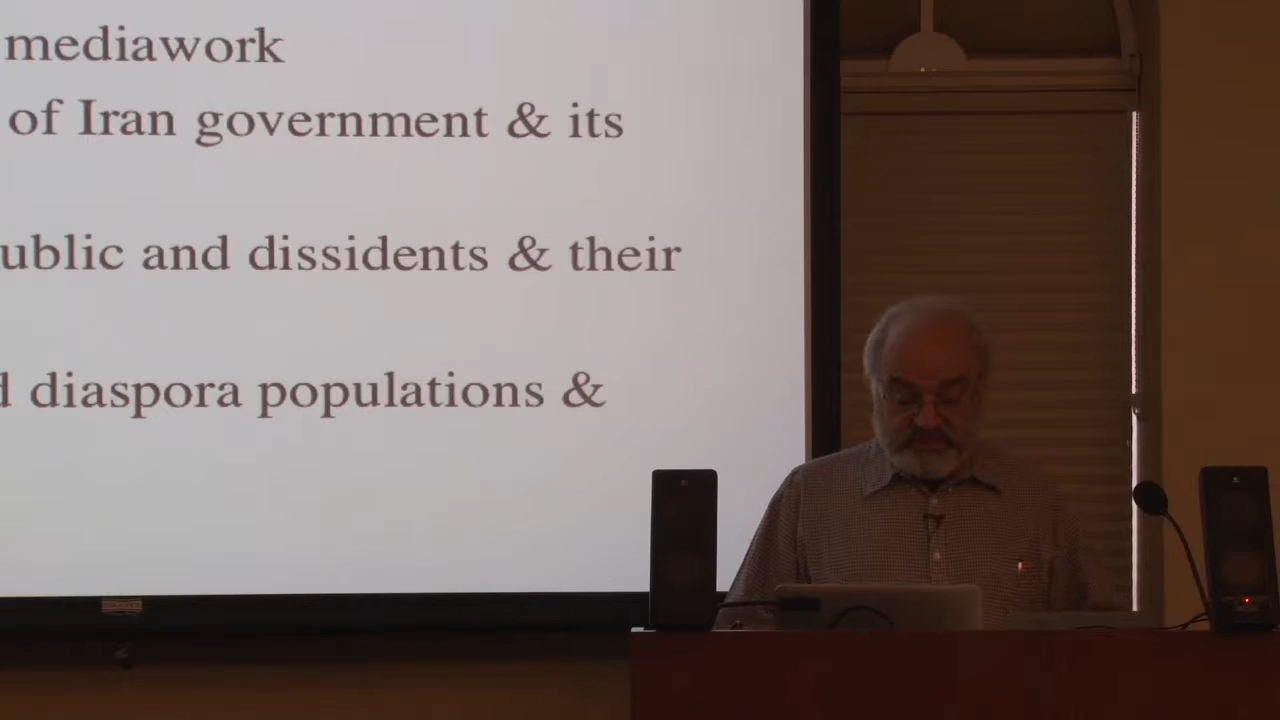 mediawork
of Iran government & its
ublic and dissidents & their
d diaspora populations &